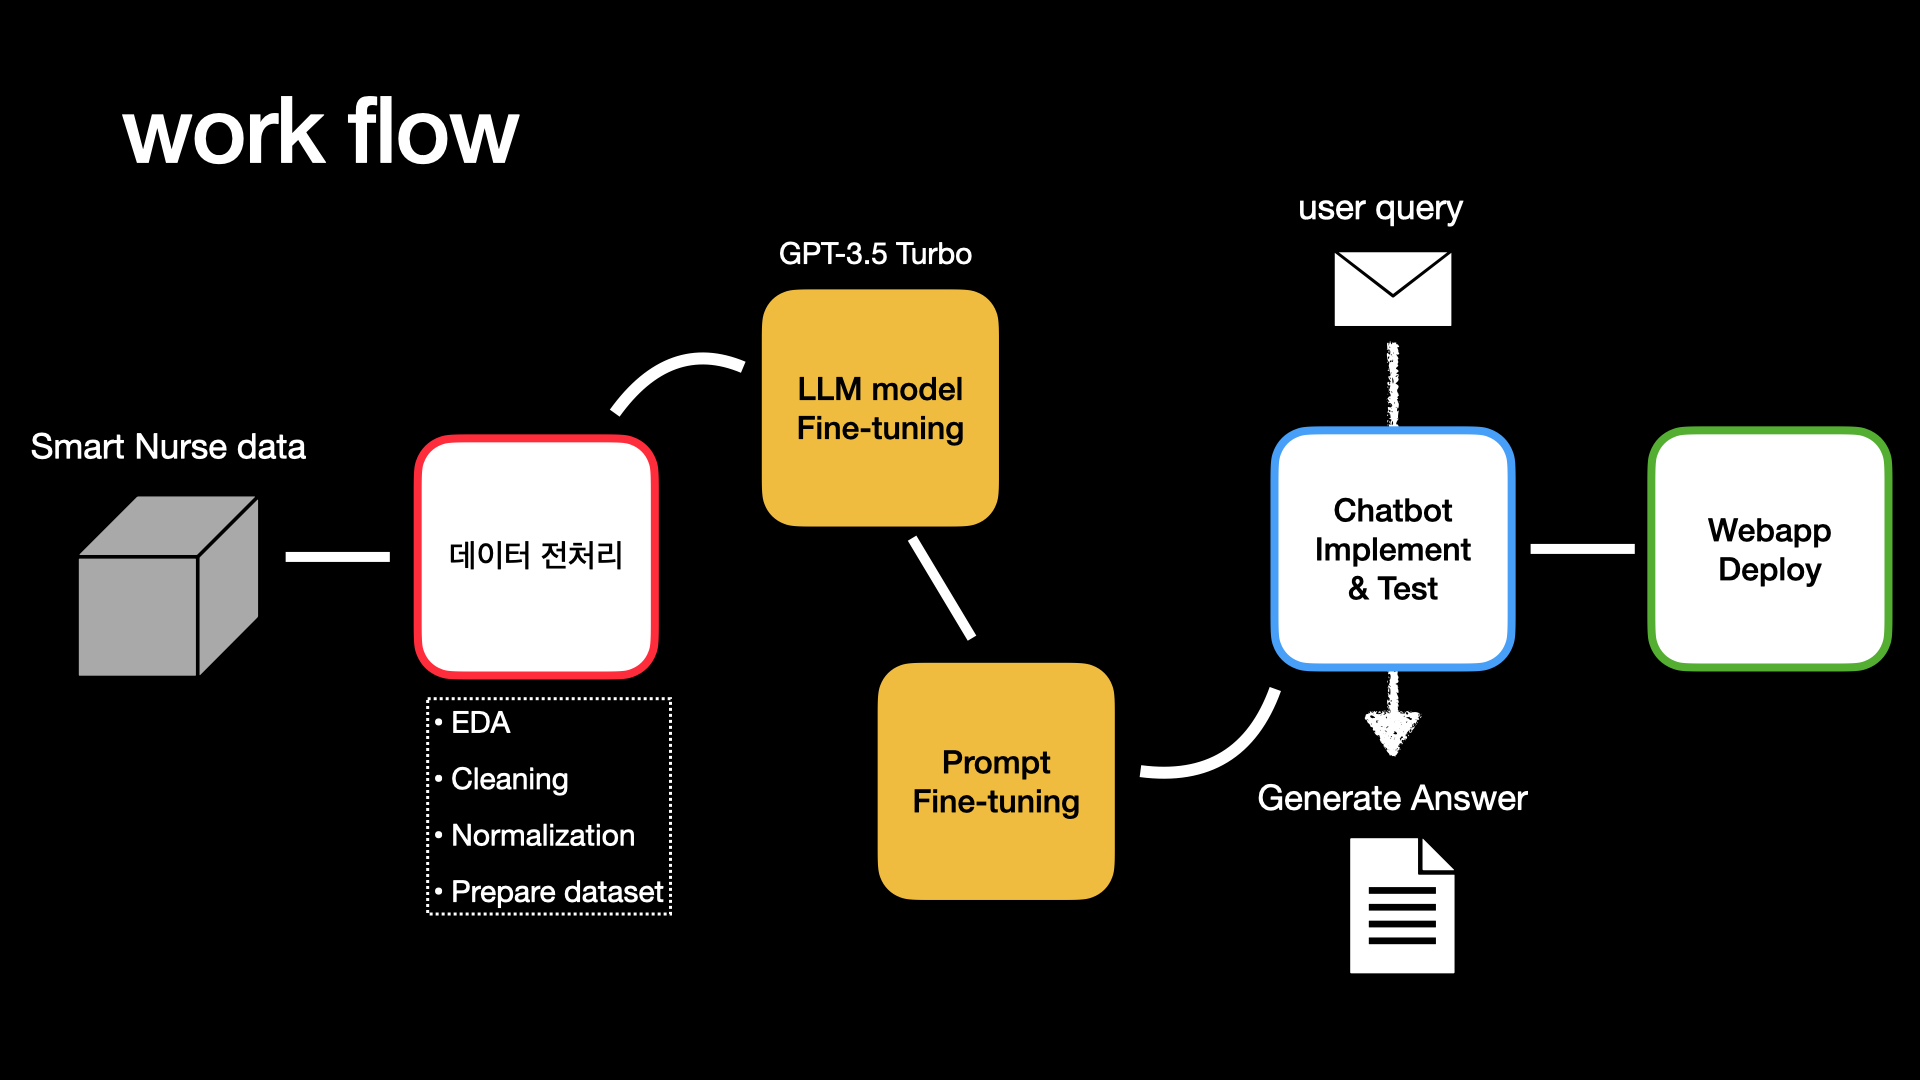 work flow
Smart Nurse data
데이터 전처리
• EDA
• Cleaning
• Normalization
• Prepare dataset
GPT-3.5 Turbo
LLM model
Fine-tuning
Prompt
Fine-tuning
user query
Chatbot
Implement
& Test
Generate Answer
Webapp
Deploy